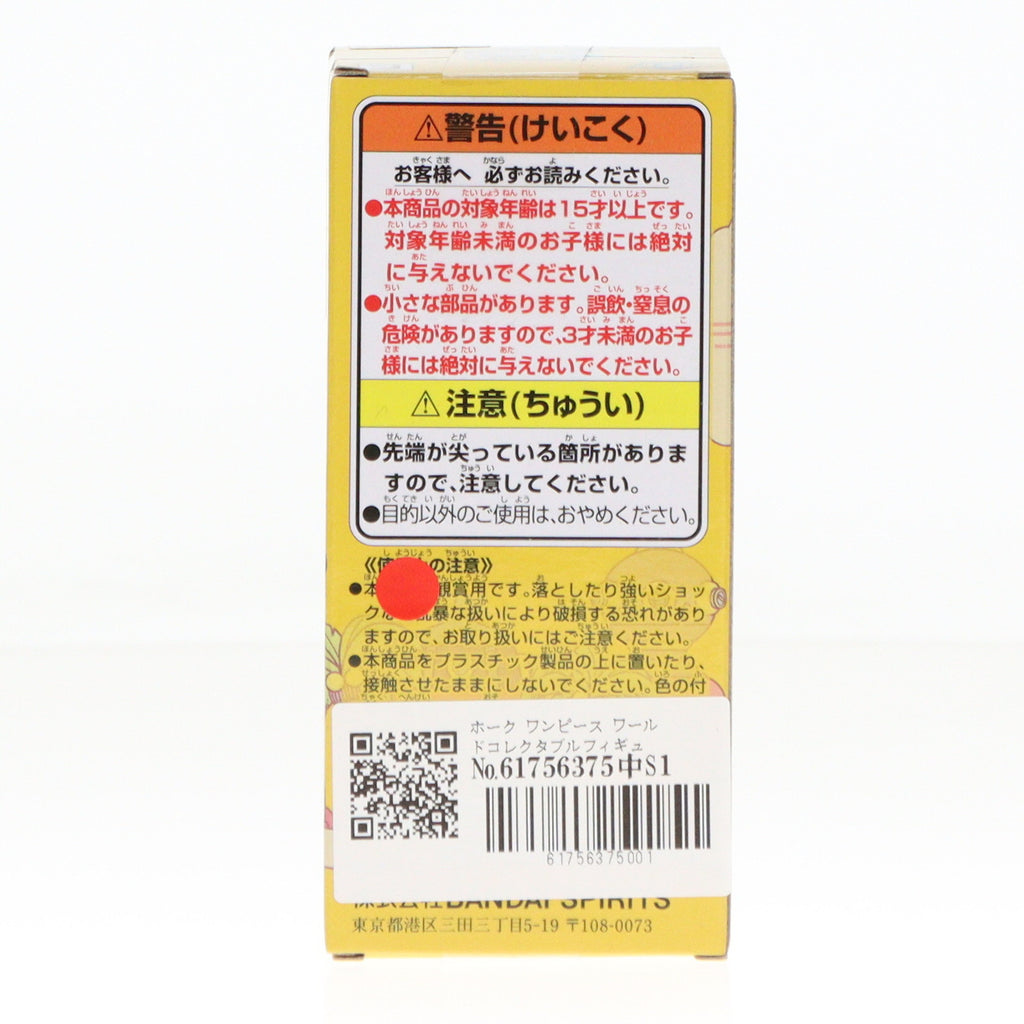 ⚠警告(けいこく)
お客様へ 必ずお読みください。
●本商品の対象年齢は15才以上です。
対象年齢未満のお子様には絶対
に与えないでください。
●小さな部品があります。誤飲・窒息の
危険がありますので、3才未満のお子
様には絶対に与えないでください。
⚠注意(ちゅうい)
●先端が尖っている箇所がありま
すので、注意してください。
●目的以外のご使用は、おやめください。
の注意》
●本 観賞用です。落としたり強いショッ
暴な扱いにより破損する恐れがあり
ますので、お取り扱いにはご注意ください。
●本商品をプラスチック製品の上に置いたり、
接触させたままにしないでください。色の付
ホーク ワンピース ワール
ドコレクタブルフィギュ
No.61756375中S1
61756375001
株式会社BANDAI SPIRITS
東京都港区三田三丁目5-19 〒108-0073